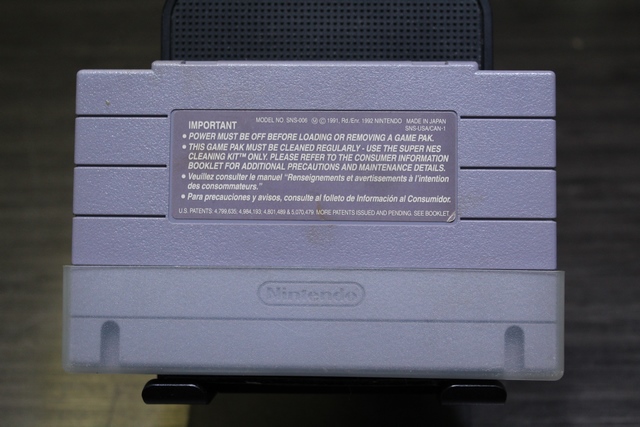 IMPORTANT MODEL NO. SNS-006 Ⓜ © 1991, Rd./Enr. 1992 NINTENDO MADE IN JAPAN
SNS-USA/CAN-1
• POWER MUST BE OFF BEFORE LOADING OR REMOVING A GAME PAK.
• THIS GAME PAK MUST BE CLEANED REGULARLY - USE THE SUPER NES
CLEANING KIT™ ONLY. PLEASE REFER TO THE CONSUMER INFORMATION
BOOKLET FOR ADDITIONAL PRECAUTIONS AND MAINTENANCE DETAILS.
• Veuillez consulter le manuel "Renseignements et avertissements à l'intention
des consommateurs."
• Para precauciones y avisos, consulte al folleto de Información al Consumidor.
U.S. PATENTS: 4,799,635; 4,984,193; 4,801,489 & 5,070,479. MORE PATENTS ISSUED AND PENDING. SEE BOOKLET.
Nintendo